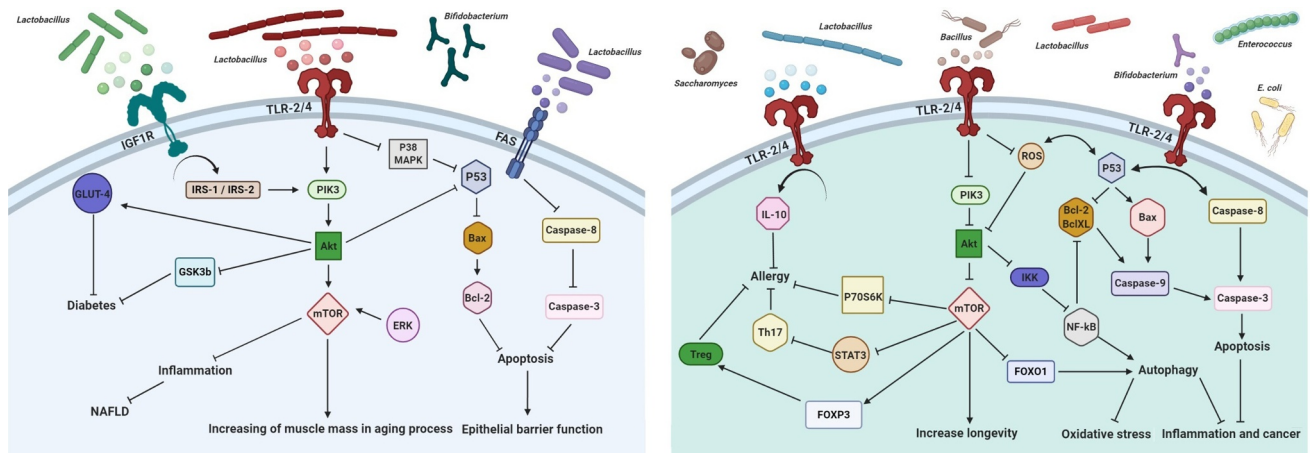 Lactobacillus
Lactobacillus
Bifidobacterium
Lactobacillus
IGF1R
TLR-2/4
FAS
GLUT-4
IRS-1 / IRS-2
PIK3
P38
MAPK
P53
Akt
Bax
Caspase-8
GSK3b
Diabetes
mTOR
ERK
Bcl-2
Caspase-3
Inflammation
Apoptosis
NAFLD
Increasing of muscle mass in aging process
Epithelial barrier function
Saccharomyces
Lactobacillus
Bacillus
Lactobacillus
Bifidobacterium
Enterococcus
E. coli
TLR-2/4
TLR-2/4
TLR-2/4
ROS
P53
IL-10
PIK3
Bcl-2
BclXL
Bax
Caspase-8
Akt
Allergy
P70S6K
IKK
Caspase-9
Caspase-3
mTOR
Th17
STAT3
NF-kB
Treg
Apoptosis
FOXO1
Autophagy
FOXP3
Increase longevity
Oxidative stress
Inflammation and cancer